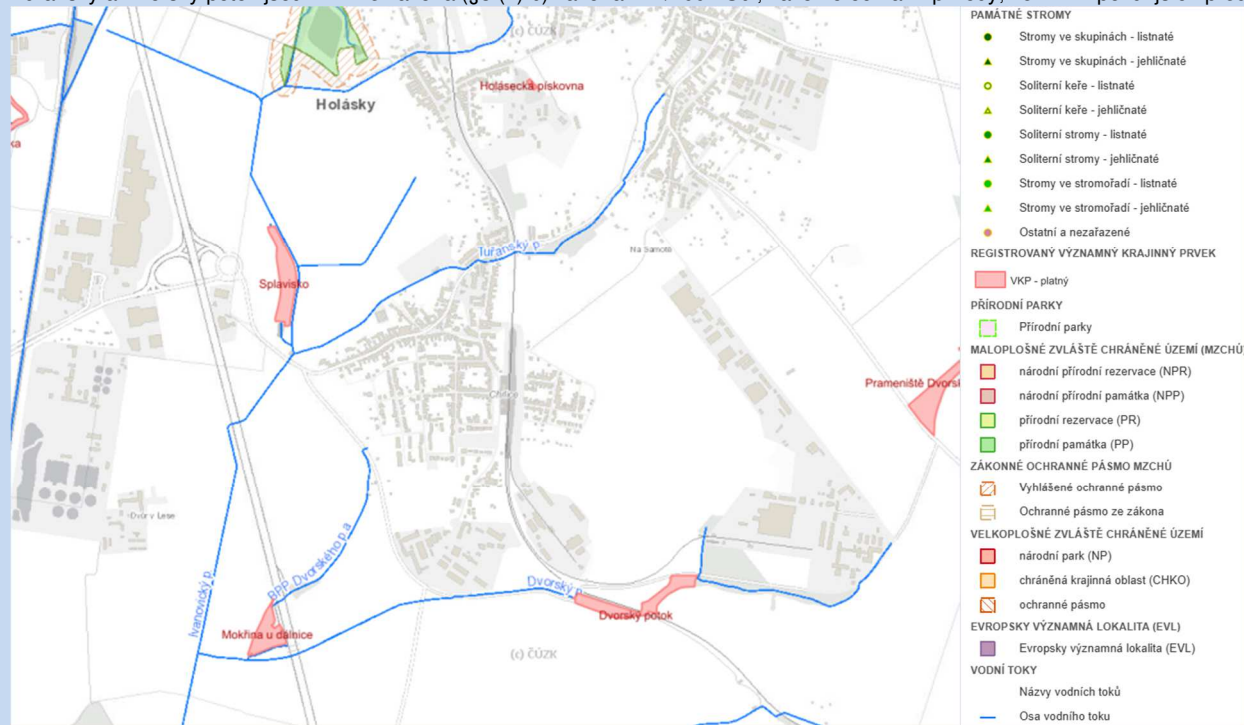 (c) ČÚZK
Holásecká pískovna
Holásky
ka
Tuřanský p.
Na Samotě
Splavisko
Chrlice
Prameniště Dvorsk
Dvůr v Lese
BPP Dvorského p.a
Ivanovický p.
Dvorský p.
Dvorský potok
Mokřina u dálnice
(c) ČÚZK
PAMÁTNÉ STROMY
Stromy ve skupinách - listnaté
Stromy ve skupinách - jehličnaté
Soliterní keře - listnaté
Soliterní keře - jehličnaté
Soliterní stromy - listnaté
Soliterní stromy - jehličnaté
Stromy ve stromořadí - listnaté
Stromy ve stromořadí - jehličnaté
Ostatní a nezařazené
REGISTROVANÝ VÝZNAMNÝ KRAJINNÝ PRVEK
VKP - platný
PŘÍRODNÍ PARKY
Přírodní parky
MALOPLOŠNÉ ZVLÁŠTĚ CHRÁNĚNÉ ÚZEMÍ (MZCHÚ)
národní přírodní rezervace (NPR)
národní přírodní památka (NPP)
přírodní rezervace (PR)
přírodní památka (PP)
ZÁKONNÉ OCHRANNÉ PÁSMO MZCHÚ
Vyhlášené ochranné pásmo
Ochranné pásmo ze zákona
VELKOPLOŠNÉ ZVLÁŠTĚ CHRÁNĚNÉ ÚZEMÍ
národní park (NP)
chráněná krajinná oblast (CHKO)
ochranné pásmo
EVROPSKY VÝZNAMNÁ LOKALITA (EVL)
Evropsky významná lokalita (EVL)
VODNÍ TOKY
Názvy vodních toků
Osa vodního toku